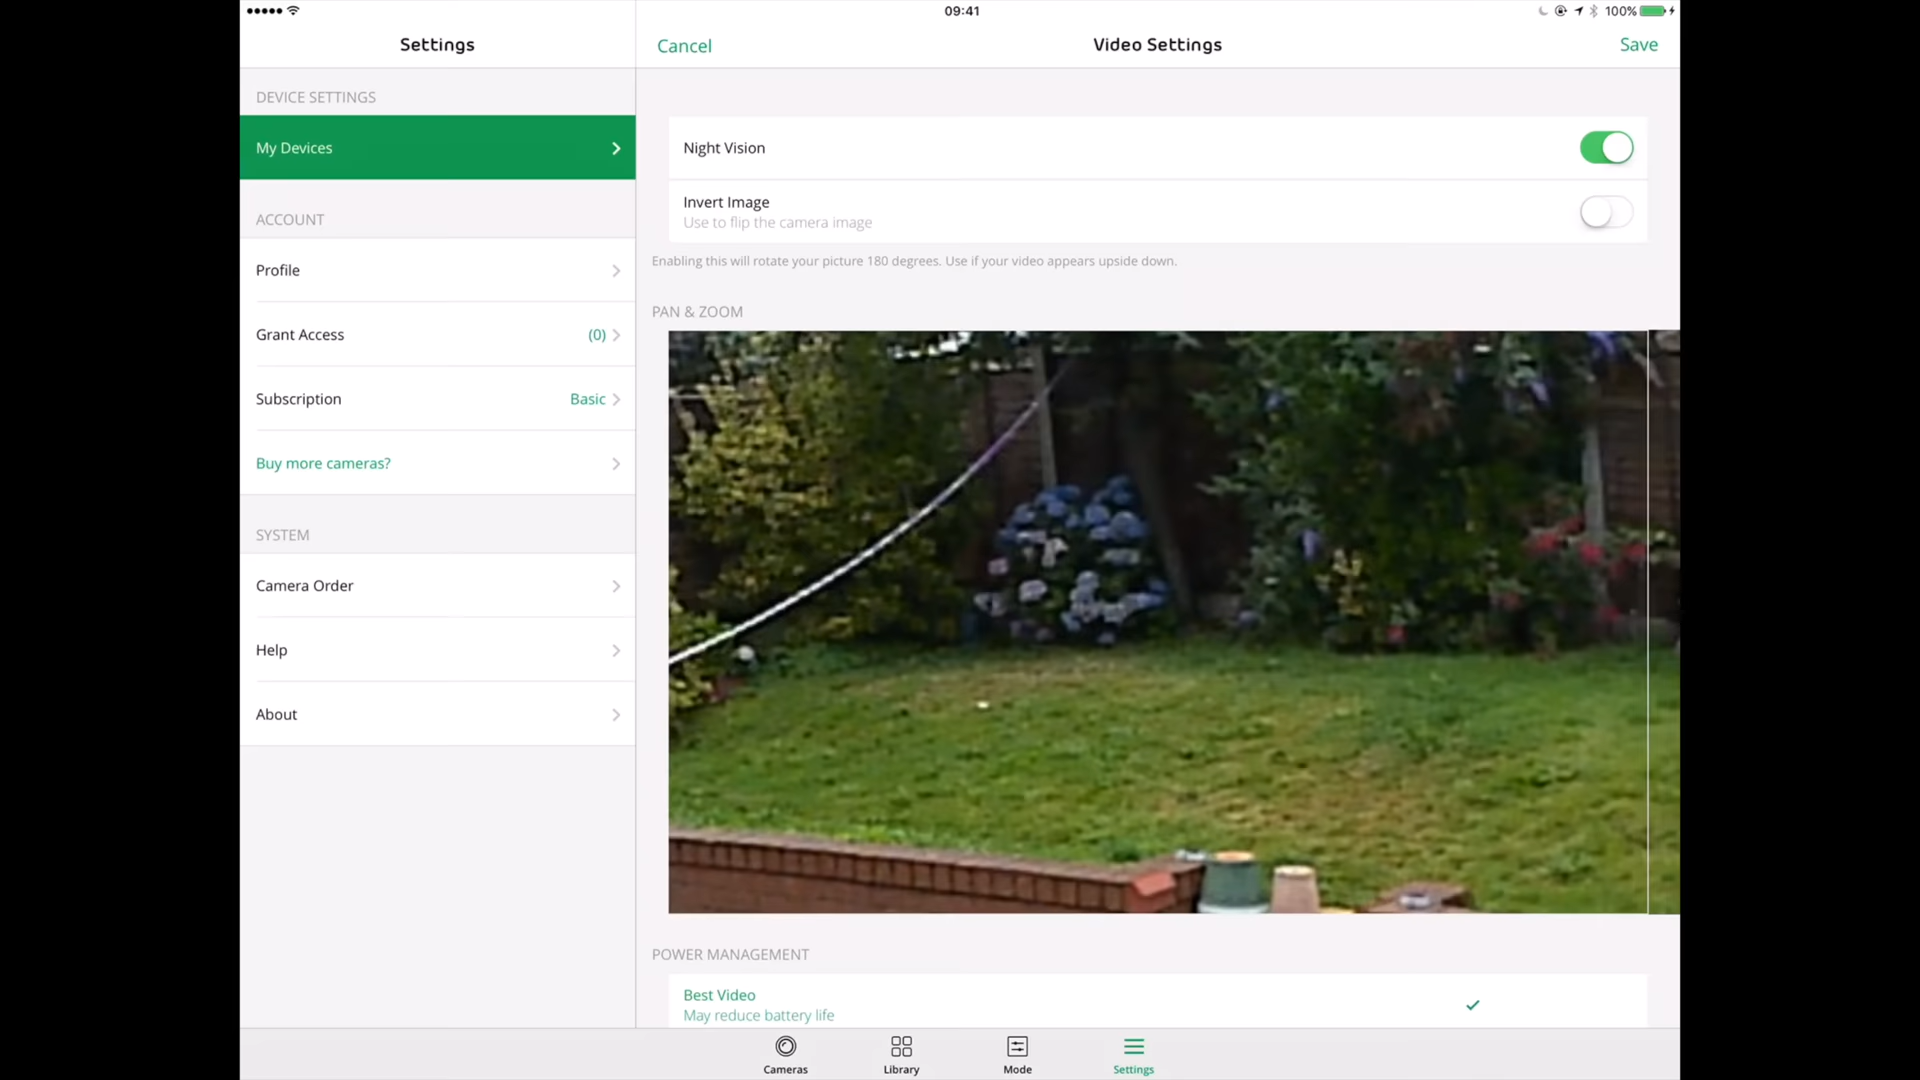 09:41
100%
Settings
Cancel
Video Settings
Save
DEVICE SETTINGS
My Devices
ACCOUNT
Profile
Grant Access (0)
Subscription Basic
Buy more cameras?
SYSTEM
Camera Order
Help
About
Night Vision
Invert Image
Use to flip the camera image
Enabling this will rotate your picture 180 degrees. Use if your video appears upside down.
PAN & ZOOM
POWER MANAGEMENT
Best Video
May reduce battery life
Cameras
Library
Mode
Settings